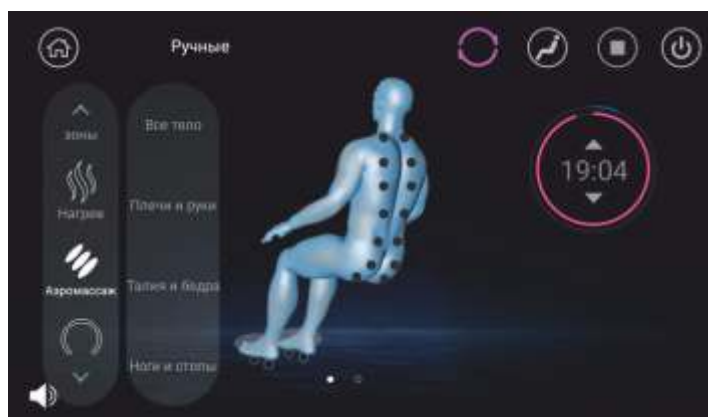 Ручные
зоны
Нагрев
Аэромассаж
Все тело
Плечи и руки
Талия и бедра
Ноги и стопы
19:04